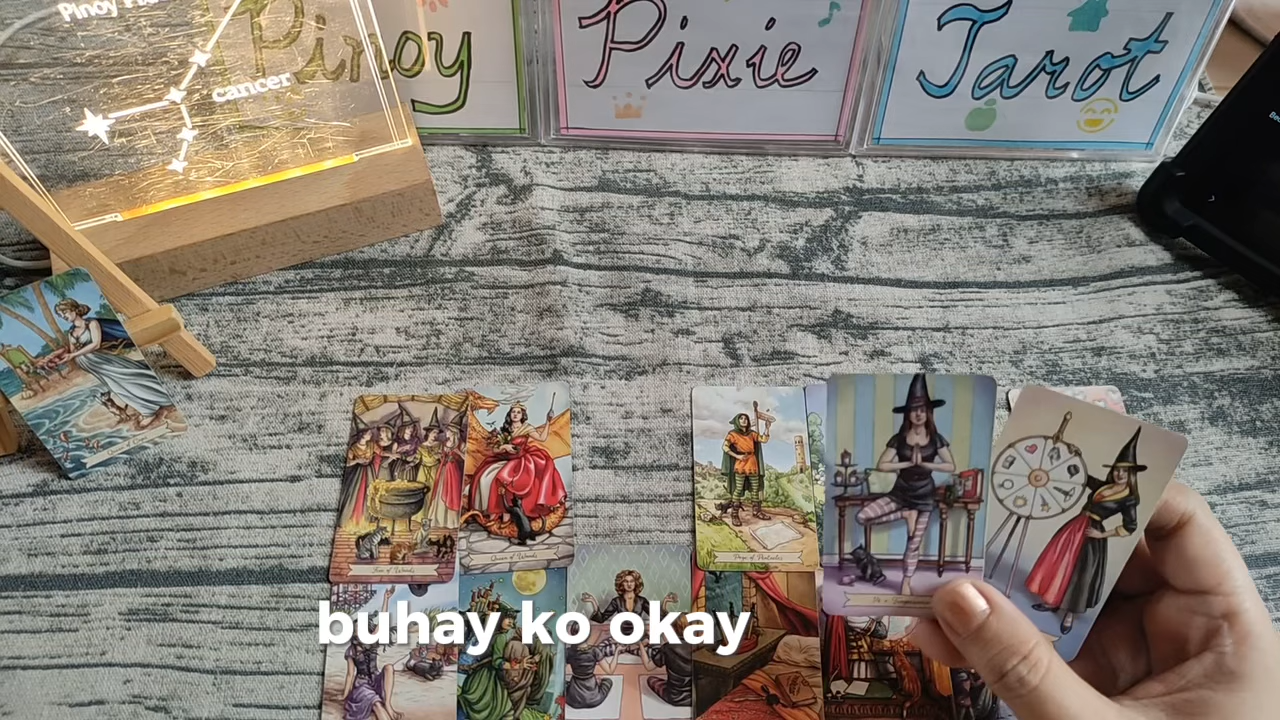 Pinoy
cancer
Pinoy
Pixie
Tarot
Queen of Wands
Page of Pentacles
buhay ko okay